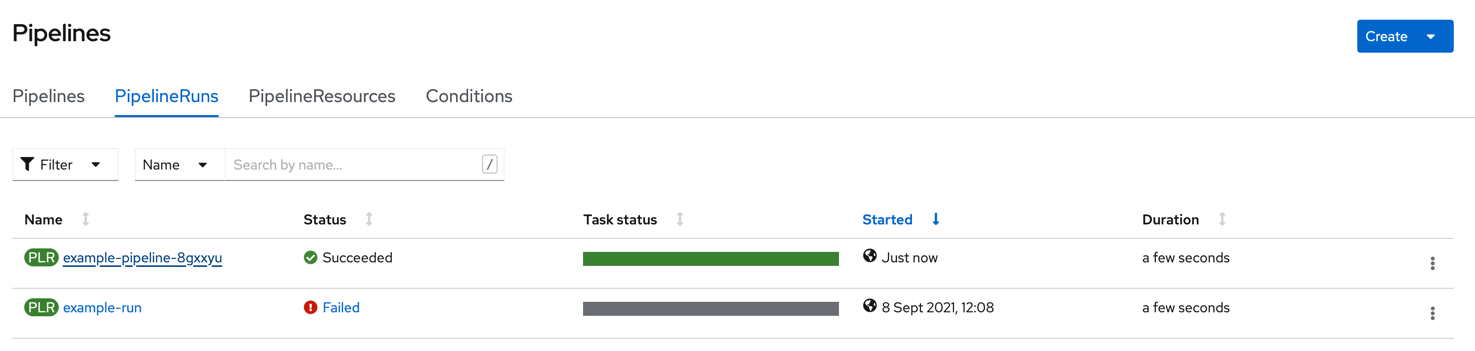 Pipelines
Create
Pipelines PipelineRuns PipelineResources Conditions
Filter Name Search by name... /
Name Status Task status Started Duration
PLR example-pipeline-8gxxyu Succeeded Just now a few seconds
PLR example-run Failed 8 Sept 2021, 12:08 a few seconds